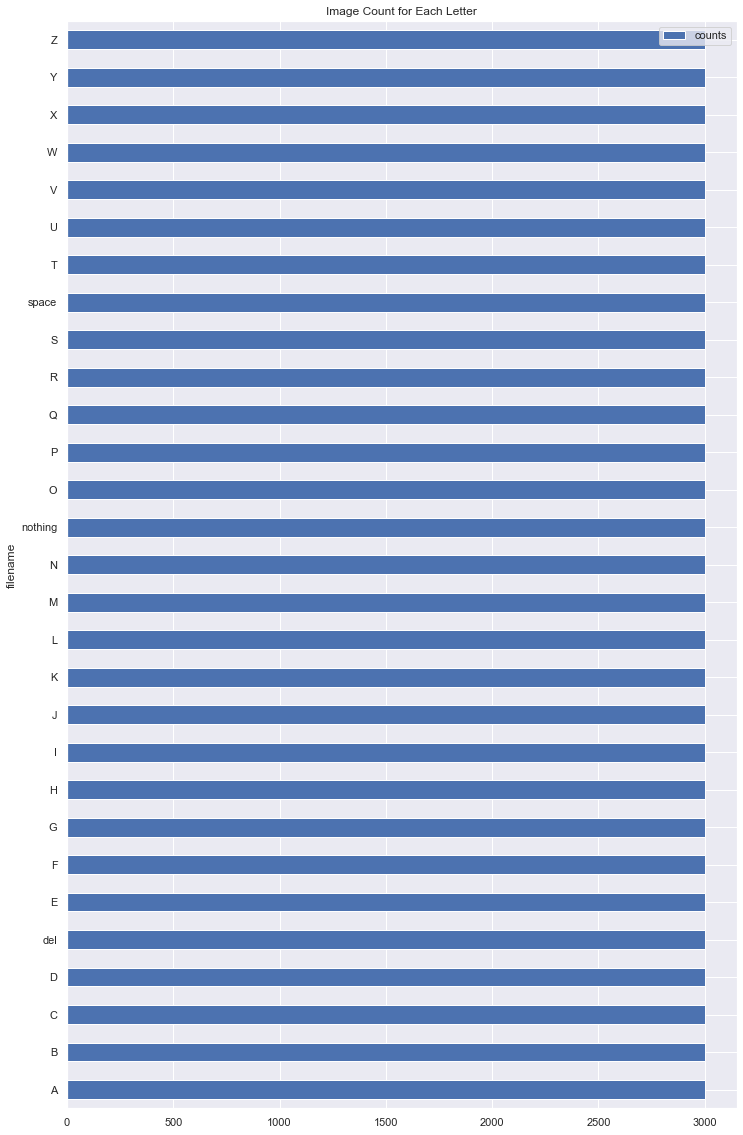 Image Count for Each Letter
counts
Z
Y
X
W
V
U
T
space
S
R
Q
P
O
nothing
N
M
L
K
J
I
H
G
F
E
del
D
C
B
A
filename
0 500 1000 1500 2000 2500 3000